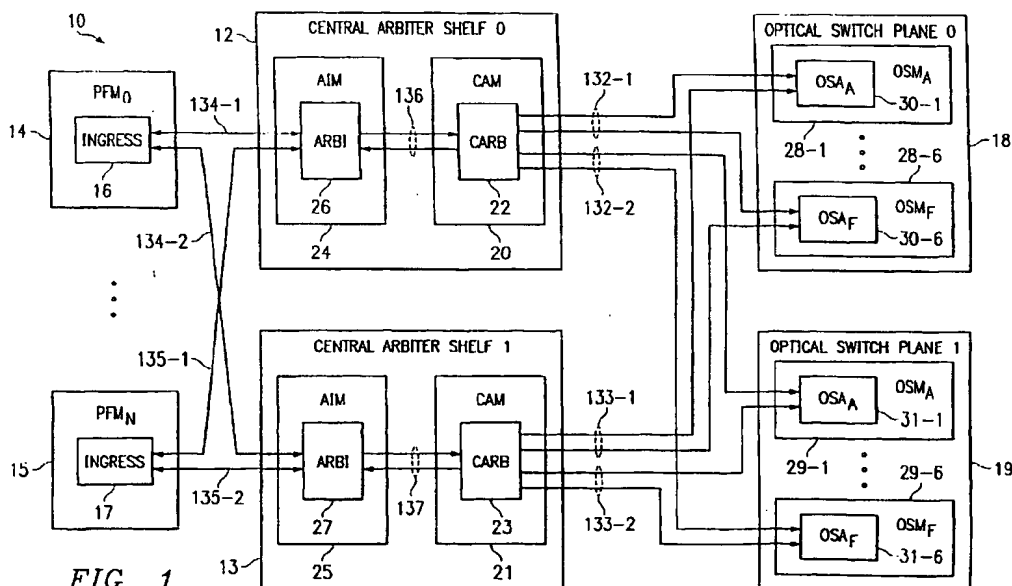 10
12
CENTRAL ARBITER SHELF 0
OPTICAL SWITCH PLANE 0
PFM0
14
INGRESS
16
134-1
134-2
AIM
ARBI
26
24
136
CAM
CARB
22
20
132-1
132-2
OSAA
OSMA
30-1
28-1
28-6
18
OSAF
OSMF
30-6
135-1
135-2
PFMN
15
INGRESS
17
CENTRAL ARBITER SHELF 1
AIM
ARBI
27
25
13
137
CAM
CARB
23
21
133-1
133-2
OPTICAL SWITCH PLANE 1
OSAA
OSMA
31-1
29-1
29-6
19
OSAF
OSMF
31-6
FIG. 1